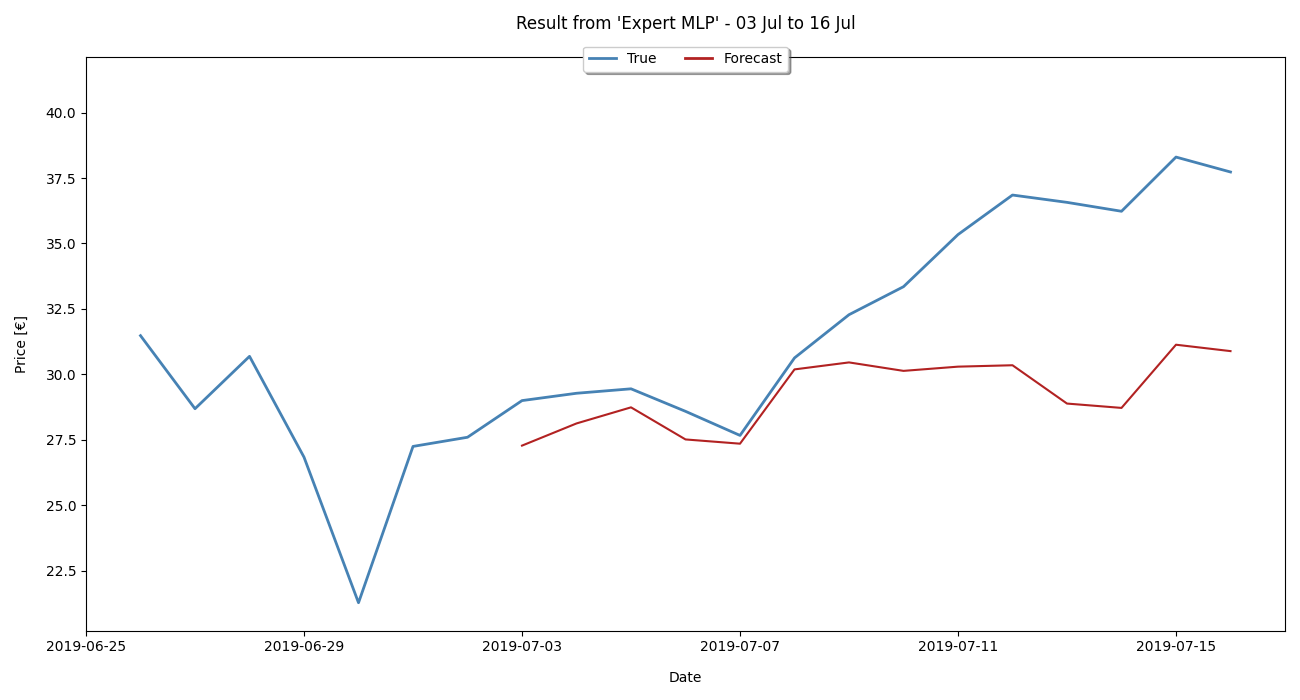 Result from 'Expert MLP' - 03 Jul to 16 Jul
True Forecast
40.0
37.5
35.0
32.5
30.0
27.5
25.0
22.5
Price [€]
2019-06-25 2019-06-29 2019-07-03 2019-07-07 2019-07-11 2019-07-15
Date